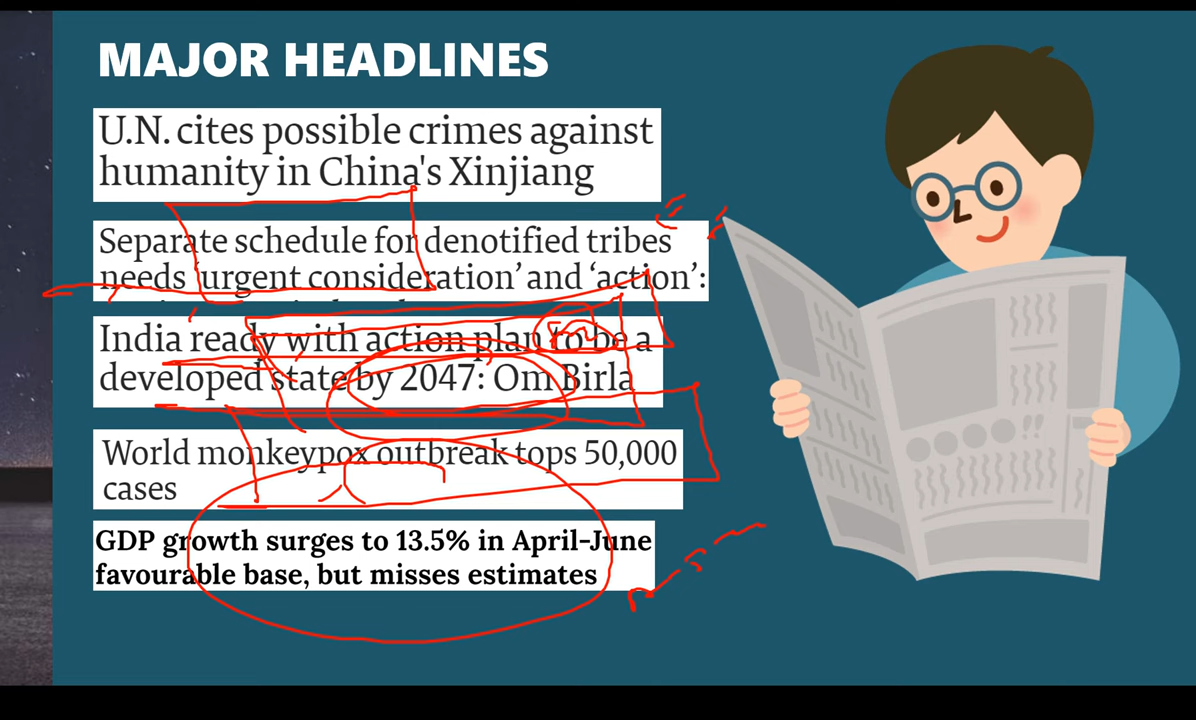 MAJOR HEADLINES
U.N. cites possible crimes against
humanity in China's Xinjiang
Separate schedule for denotified tribes
needs 'urgent consideration' and 'action':
India ready with action plan to be a
developed state by 2047: Om Birla
World monkeypox outbreak tops 50,000
cases
GDP growth surges to 13.5% in April-June
favourable base, but misses estimates